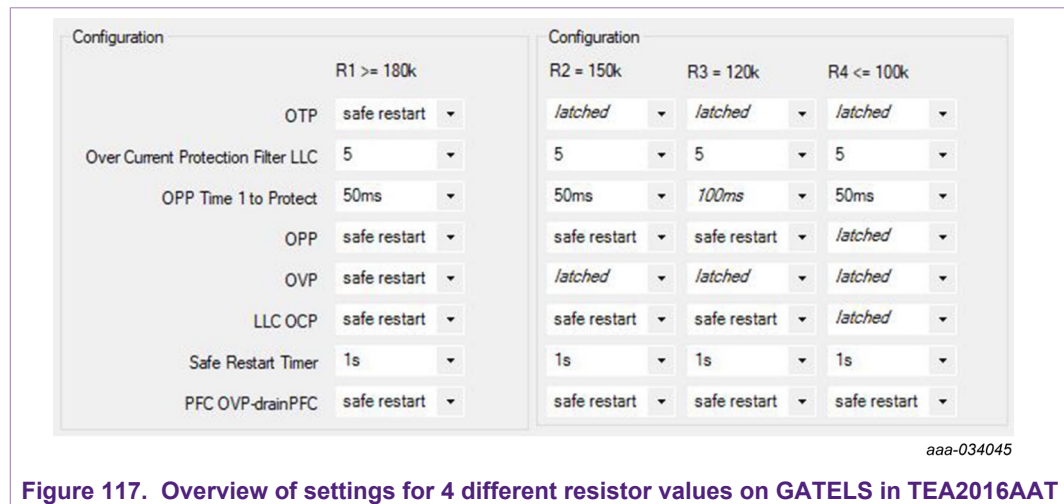 Configuration Configuration
R1 >= 180k R2 = 150k R3 = 120k R4 <= 100k
OTP safe restart latched latched latched
Over Current Protection Filter LLC 5 5 5 5
OPP Time 1 to Protect 50ms 50ms 100ms 50ms
OPP safe restart safe restart safe restart latched
OVP safe restart latched latched latched
LLC OCP safe restart safe restart safe restart latched
Safe Restart Timer 1s 1s 1s 1s
PFC OVP-drainPFC safe restart safe restart safe restart safe restart
aaa-034045
Figure 117. Overview of settings for 4 different resistor values on GATELS in TEA2016AAT